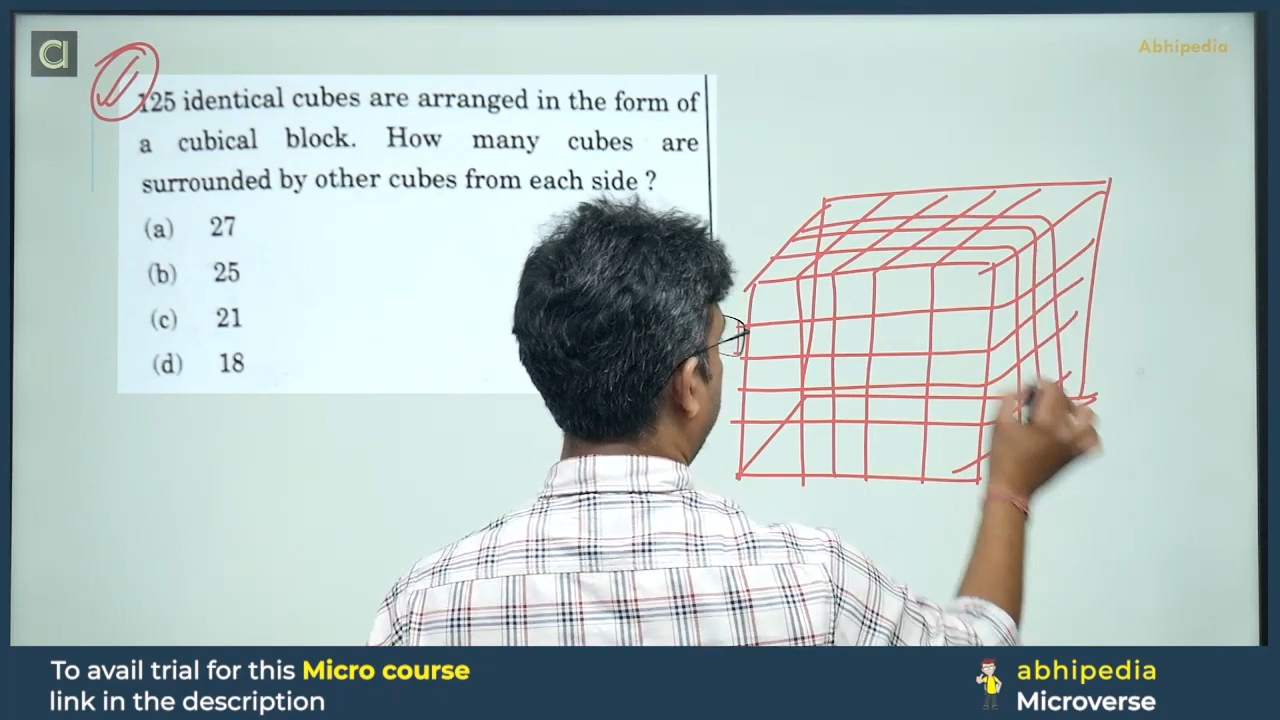 Abhipedia
125 identical cubes are arranged in the form of
a cubical block. How many cubes are
surrounded by other cubes from each side ?
(a) 27
(b) 25
(c) 21
(d) 18
To avail trial for this Micro course
link in the description
abhipedia
Microverse